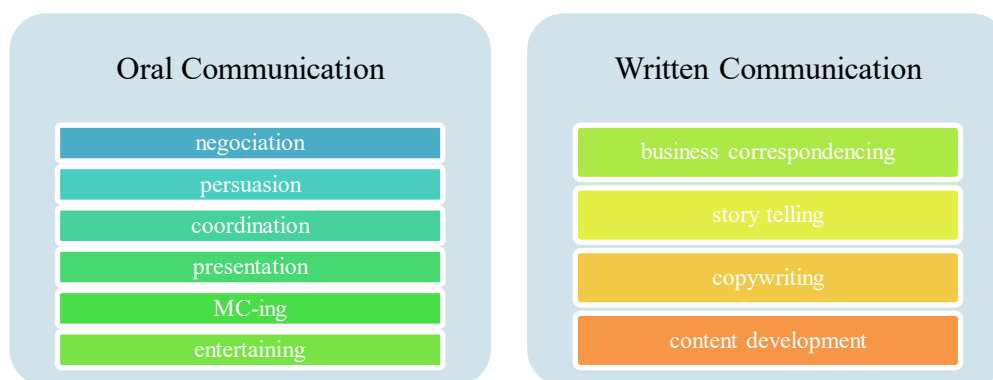 Oral Communication
negociation
persuasion
coordination
presentation
MC-ing
entertaining
Written Communication
business correspondencing
story telling
copywriting
content development